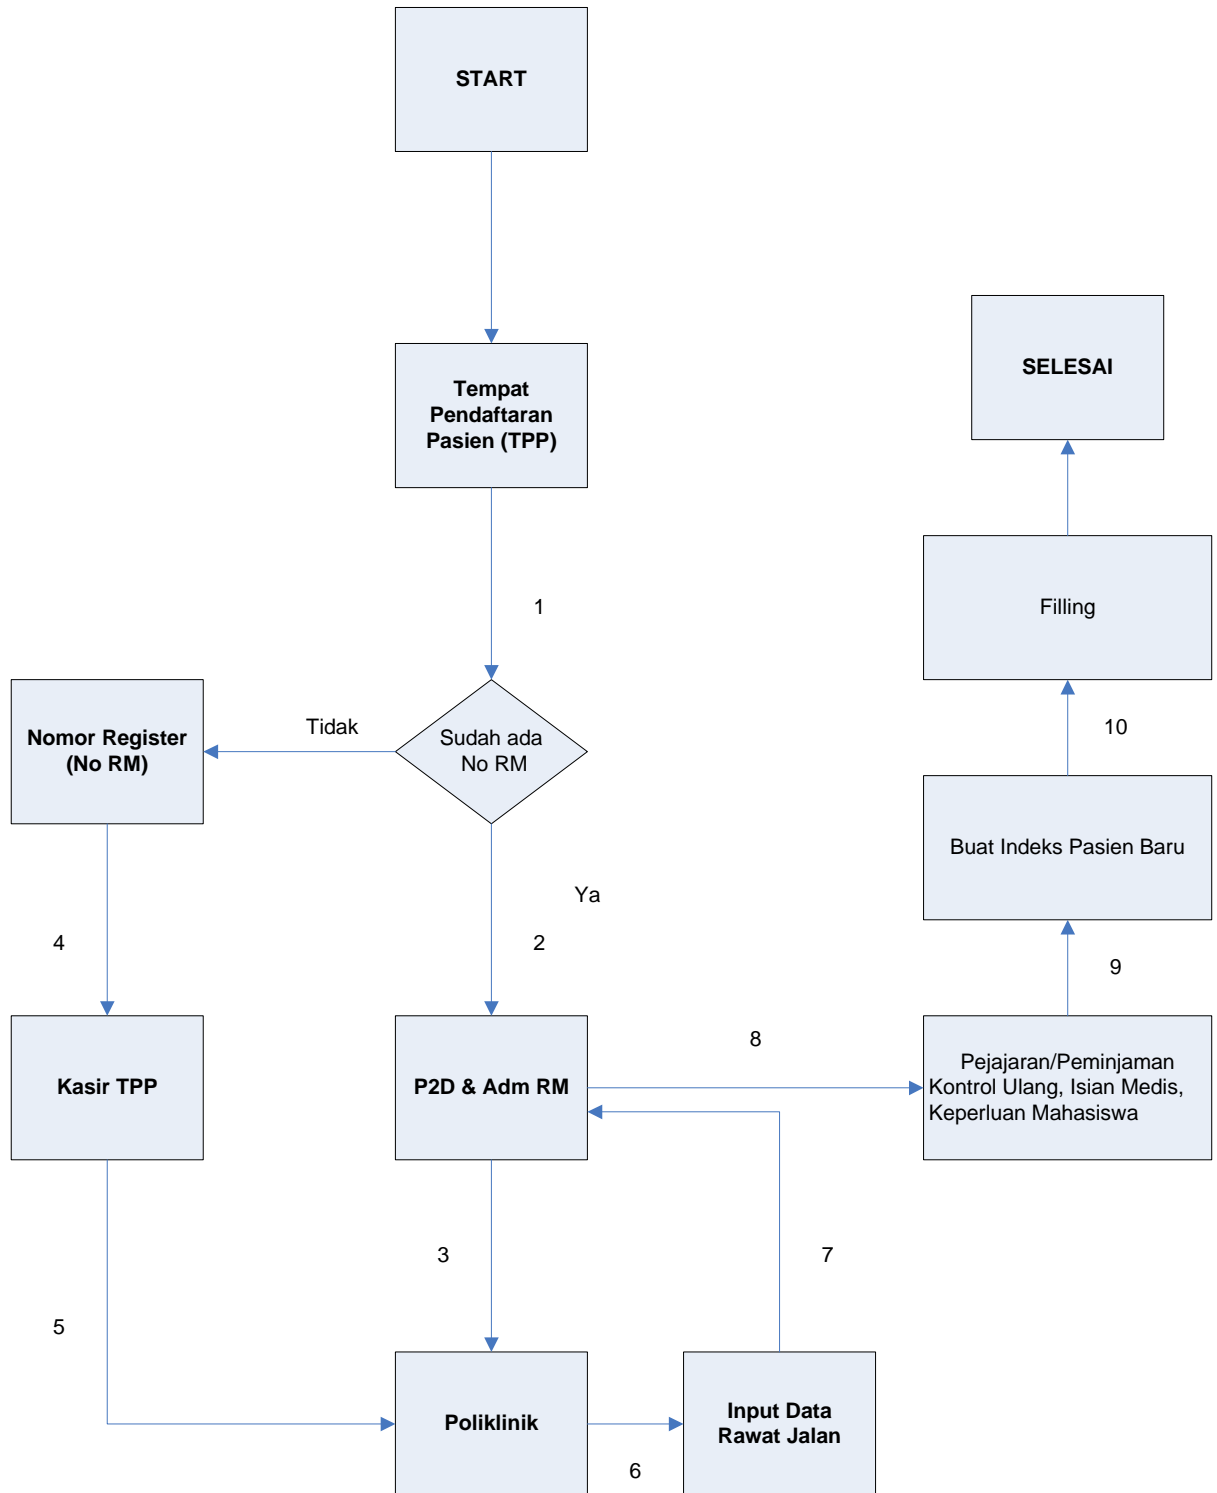 START
Tempat
Pendaftaran
Pasien (TPP)
SELESAI
Filling
1
Nomor Register
(No RM)
Tidak
Sudah ada
No RM
10
Buat Indeks Pasien Baru
Ya
4
2
9
Kasir TPP
P2D & Adm RM
8
Pejajaran/Peminjaman
Kontrol Ulang, Isian Medis,
Keperluan Mahasiswa
3
7
5
Poliklinik
6
Input Data
Rawat Jalan